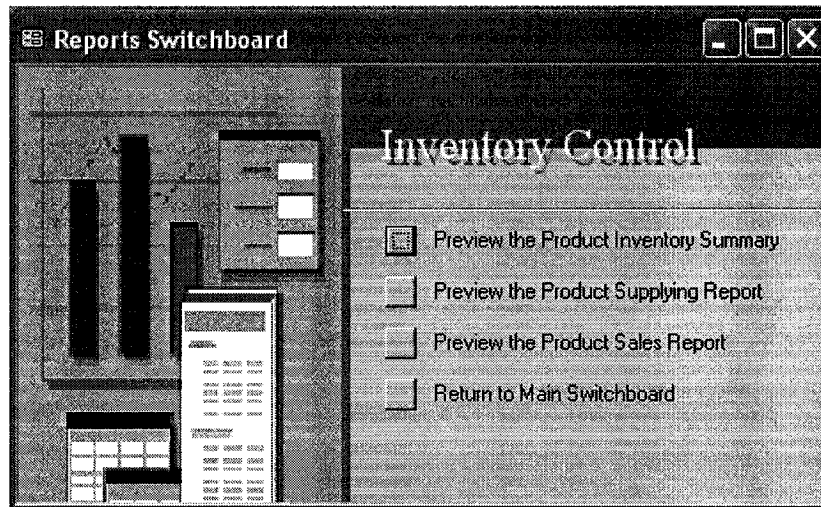 Reports Switchboard
Inventory Control
Preview the Product Inventory Summary
Preview the Product Supplying Report
Preview the Product Sales Report
Return to Main Switchboard